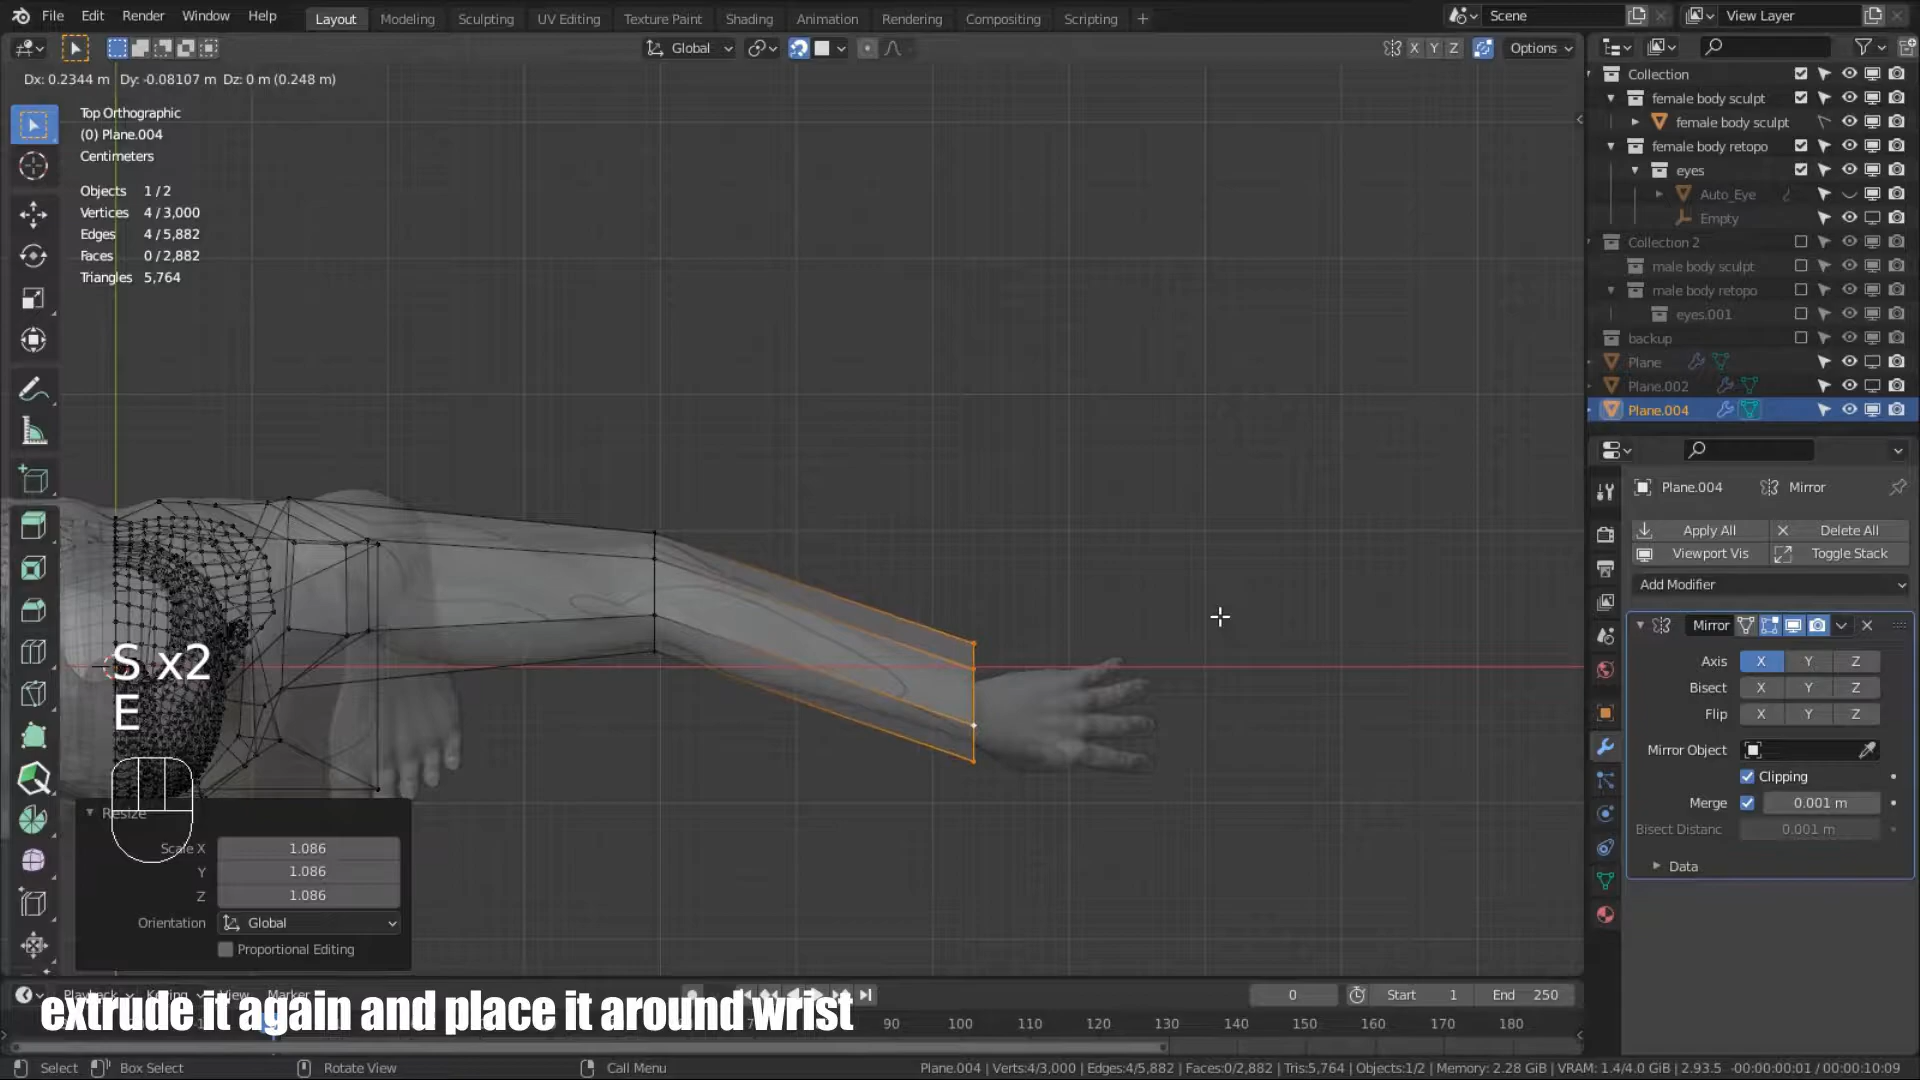 File Edit Render Window Help
Layout Modeling Sculpting UV Editing Texture Paint Shading Animation Rendering Compositing Scripting +
Scene
View Layer
Global
X Y Z
Options
Dx: 0.2344 m Dy: -0.08107 m Dz: 0 m (0.248 m)
Top Orthographic
(0) Plane.004
Centimeters
Objects 1 / 2
Vertices 4 / 3,000
Edges 4 / 5,882
Faces 0 / 2,882
Triangles 5,764
Collection
female body sculpt
female body sculpt
female body retopo
eyes
Auto_Eye
Empty
Collection 2
male body sculpt
male body retopo
eyes.001
backup
Plane
Plane.002
Plane.004
Plane.004 Mirror
Apply All Delete All
Viewport Vis Toggle Stack
Add Modifier
Mirror
Axis X Y Z
Bisect X Y Z
Flip X Y Z
Mirror Object
Clipping
Merge 0.001 m
Bisect Distanc 0.001 m
Data
S x2
E
Resize
Scale X 1.086
Y 1.086
Z 1.086
Orientation Global
Proportional Editing
Playback View Marker
0 Start 1 End 250
extrude it again and place it around wrist
90 100 110 120 130 140 150 160 170 180
Select Box Select Rotate View Call Menu
Plane.004 | Verts:4/3,000 | Edges:4/5,882 | Faces:0/2,882 | Tris:5,764 | Objects:1/2 | Memory: 2.28 GiB | VRAM: 1.4/4.0 GiB | 2.93.5 -00:00:00:01 / 00:00:10:09